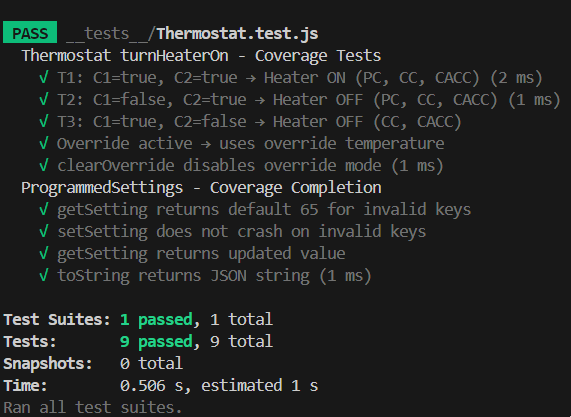 PASS __tests__/Thermostat.test.js
Thermostat turnHeaterOn - Coverage Tests
√ T1: C1=true, C2=true → Heater ON (PC, CC, CACC) (2 ms)
√ T2: C1=false, C2=true → Heater OFF (PC, CC, CACC) (1 ms)
√ T3: C1=true, C2=false → Heater OFF (CC, CACC)
√ Override active → uses override temperature
√ clearOverride disables override mode (1 ms)
ProgrammedSettings - Coverage Completion
√ getSetting returns default 65 for invalid keys
√ setSetting does not crash on invalid keys
√ getSetting returns updated value
√ toString returns JSON string (1 ms)
Test Suites: 1 passed, 1 total
Tests: 9 passed, 9 total
Snapshots: 0 total
Time: 0.506 s, estimated 1 s
Ran all test suites.